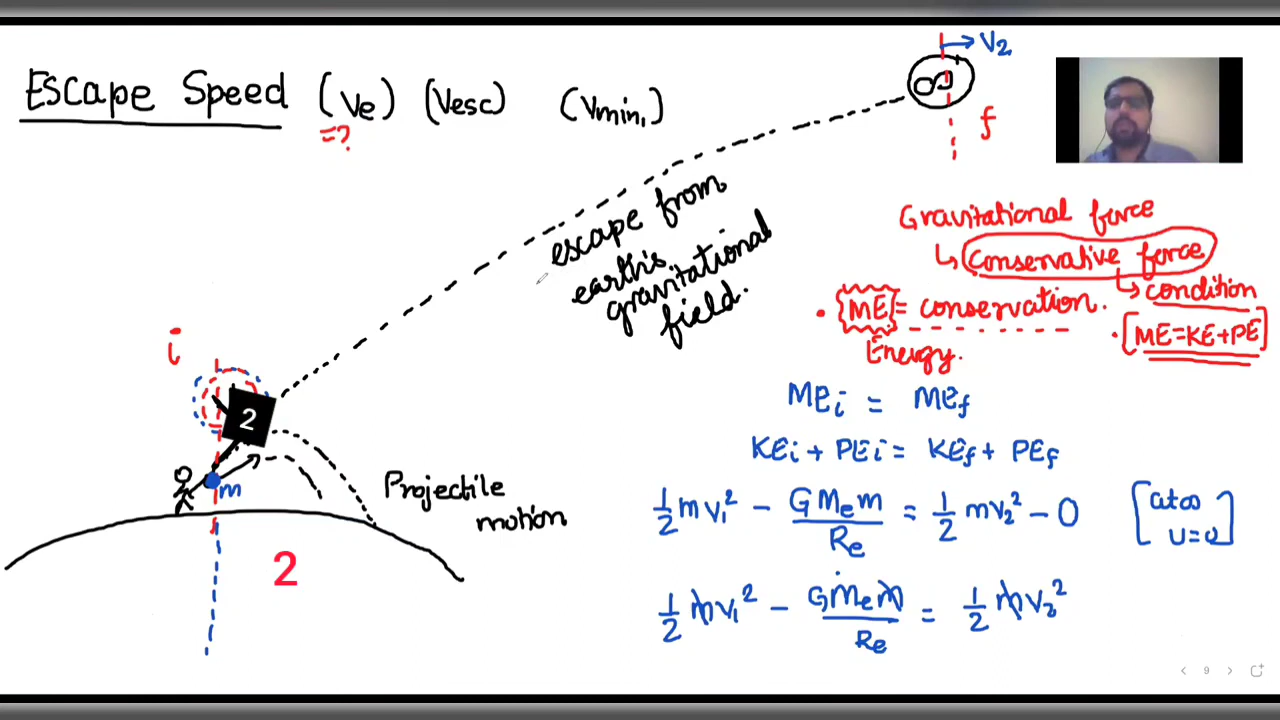 Escape Speed (Ve) (Vesc) (Vmin,)
=?
V2
∞
f
escape from
earth's
gravitational
field.
Gravitational force
↳ Conservative force
↳ condition
• {ME} = conservation.
Energy.
• [ME=KE+PE]
i
2
m
Projectile
motion
2
MEi = MEf
KEi + PEi = KEf + PEf
1/2 mv1² - GMem/Re = 1/2 mv2² - 0 [at ∞ U=0]
1/2 mv1² - GMem/Re = 1/2 mv2²
9